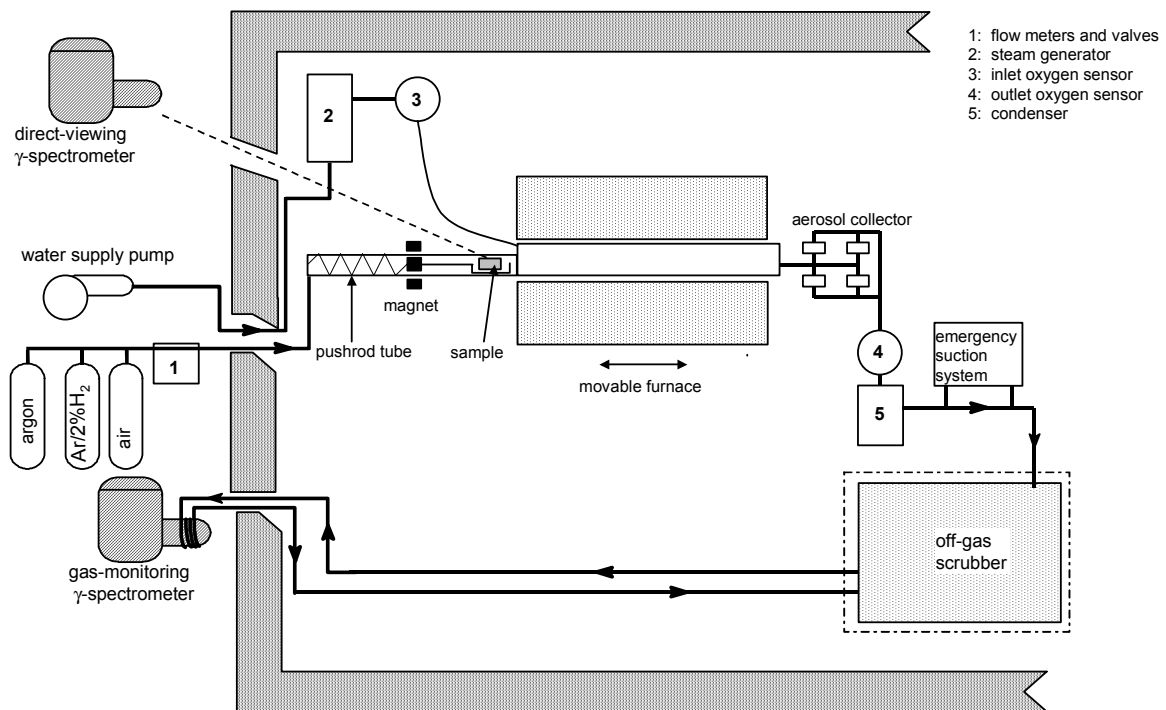 1: flow meters and valves
2: steam generator
3: inlet oxygen sensor
4: outlet oxygen sensor
5: condenser
direct-viewing
γ-spectrometer
2
3
aerosol collector
water supply pump
magnet
pushrod tube
sample
movable furnace
1
4
emergency
suction
system
5
argon
Ar/2%H₂
air
gas-monitoring
γ-spectrometer
off-gas
scrubber